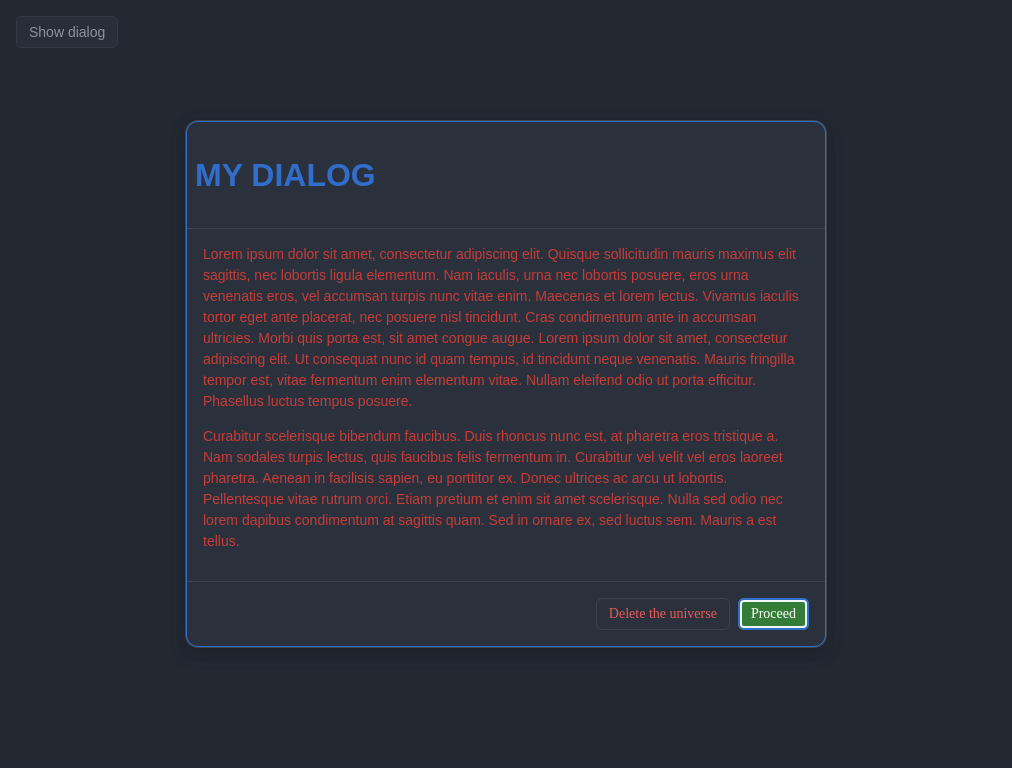 Show dialog
MY DIALOG
Lorem ipsum dolor sit amet, consectetur adipiscing elit. Quisque sollicitudin mauris maximus elit
sagittis, nec lobortis ligula elementum. Nam iaculis, urna nec lobortis posuere, eros urna
venenatis eros, vel accumsan turpis nunc vitae enim. Maecenas et lorem lectus. Vivamus iaculis
tortor eget ante placerat, nec posuere nisl tincidunt. Cras condimentum ante in accumsan
ultricies. Morbi quis porta est, sit amet congue augue. Lorem ipsum dolor sit amet, consectetur
adipiscing elit. Ut consequat nunc id quam tempus, id tincidunt neque venenatis. Mauris fringilla
tempor est, vitae fermentum enim elementum vitae. Nullam eleifend odio ut porta efficitur.
Phasellus luctus tempus posuere.
Curabitur scelerisque bibendum faucibus. Duis rhoncus nunc est, at pharetra eros tristique a.
Nam sodales turpis lectus, quis faucibus felis fermentum in. Curabitur vel velit vel eros laoreet
pharetra. Aenean in facilisis sapien, eu porttitor ex. Donec ultrices ac arcu ut lobortis.
Pellentesque vitae rutrum orci. Etiam pretium et enim sit amet scelerisque. Nulla sed odio nec
lorem dapibus condimentum at sagittis quam. Sed in ornare ex, sed luctus sem. Mauris a est
tellus.
Delete the universe
Proceed